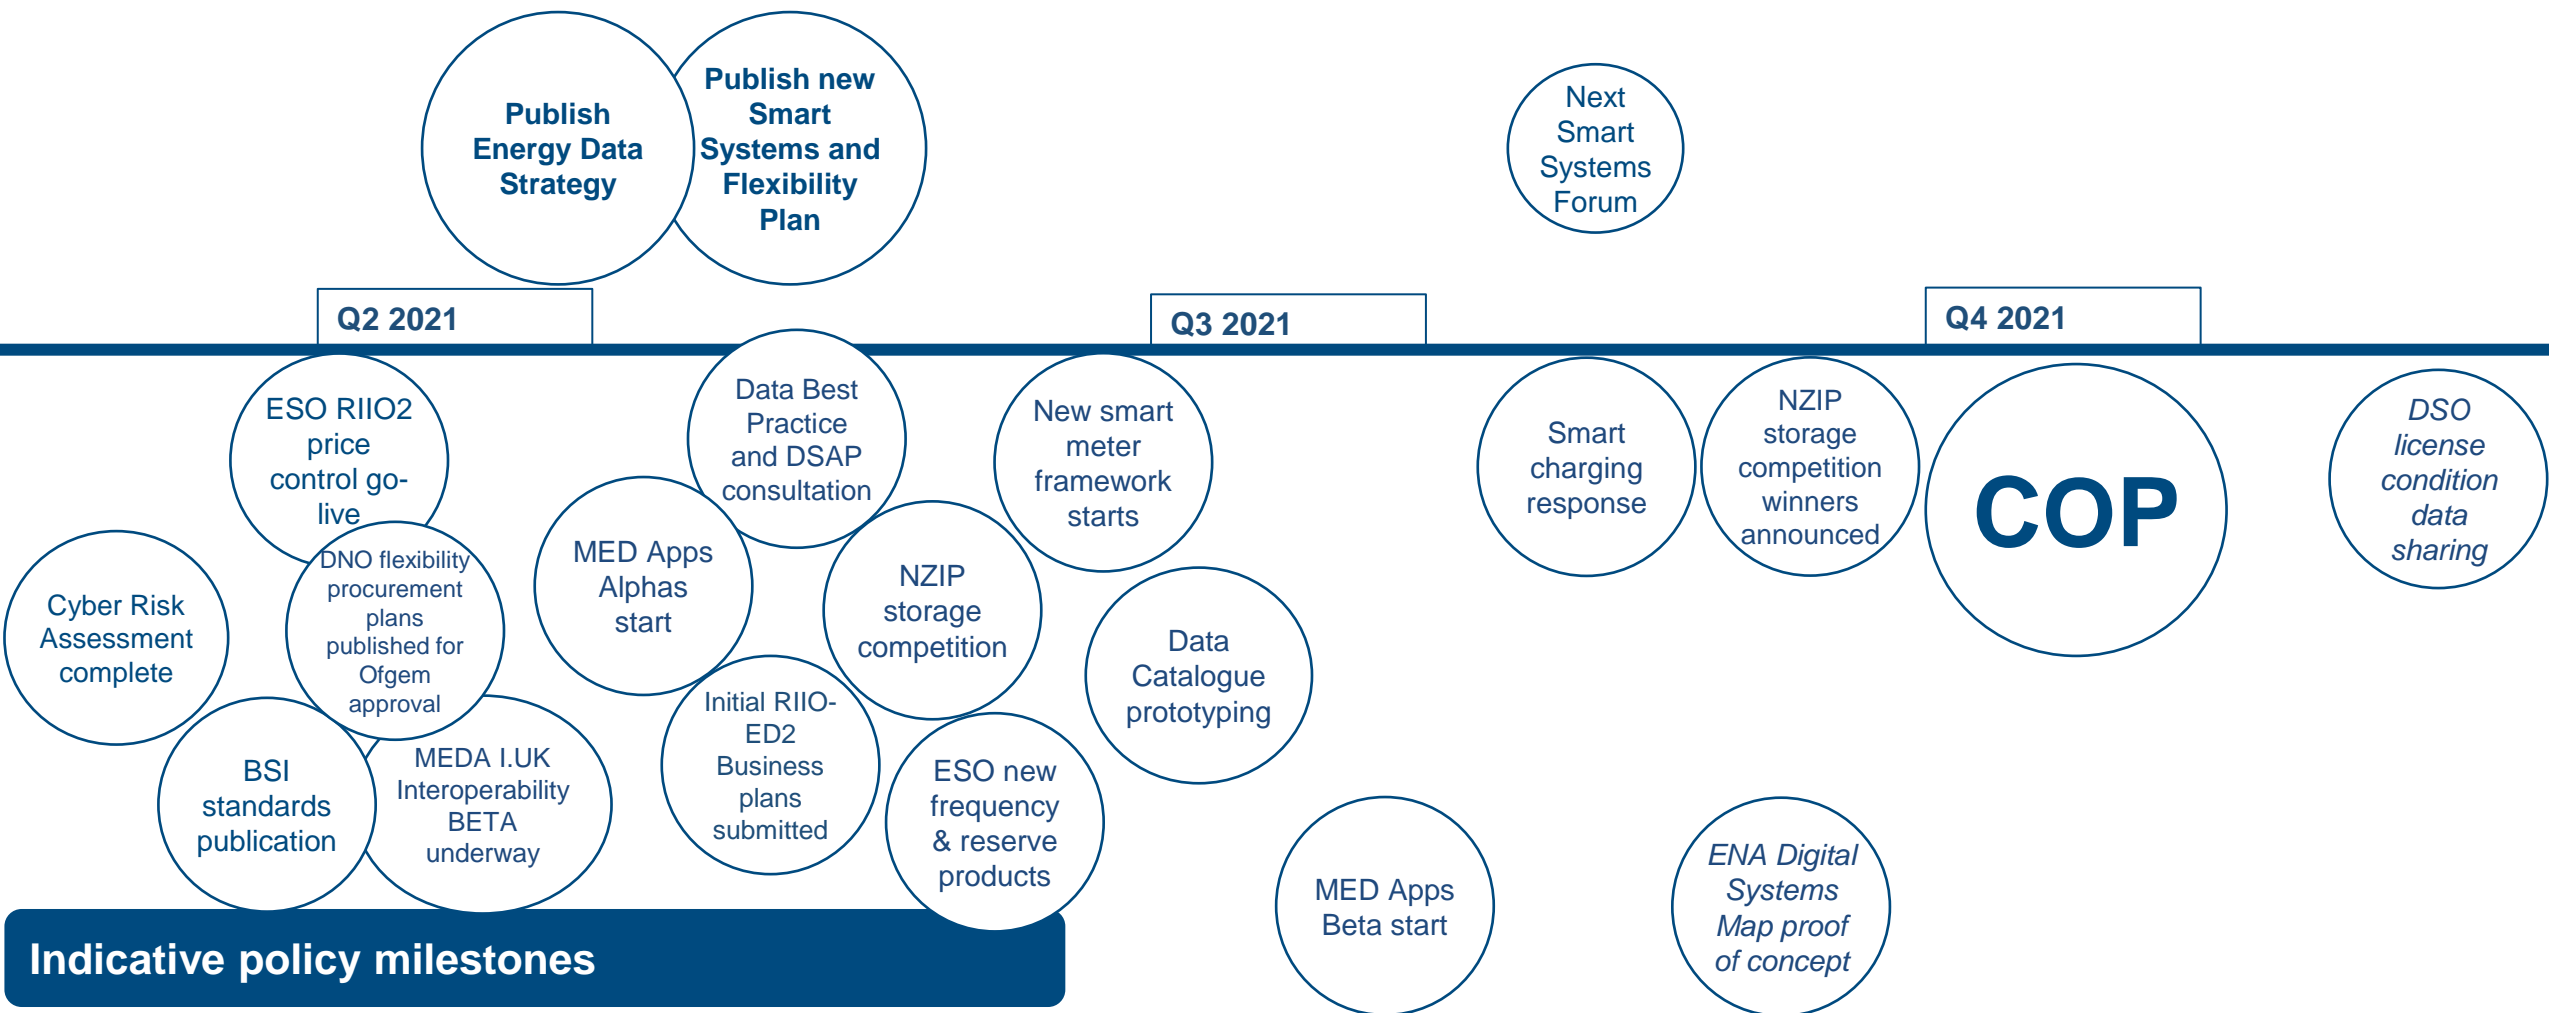 Publish
Energy Data
Strategy
Publish new
Smart
Systems and
Flexibility
Plan
Next
Smart
Systems
Forum
Q2 2021
Q3 2021
Q4 2021
ESO RIIO2
price
control go-
live
Data Best
Practice
and DSAP
consultation
New smart
meter
framework
starts
Smart
charging
response
NZIP
storage
competition
winners
announced
COP
DSO
license
condition
data
sharing
Cyber Risk
Assessment
complete
DNO flexibility
procurement
plans
published for
Ofgem
approval
MED Apps
Alphas
start
NZIP
storage
competition
Data
Catalogue
prototyping
BSI
standards
publication
MEDA I.UK
Interoperability
BETA
underway
Initial RIIO-
ED2
Business
plans
submitted
ESO new
frequency
& reserve
products
MED Apps
Beta start
ENA Digital
Systems
Map proof
of concept
Indicative policy milestones